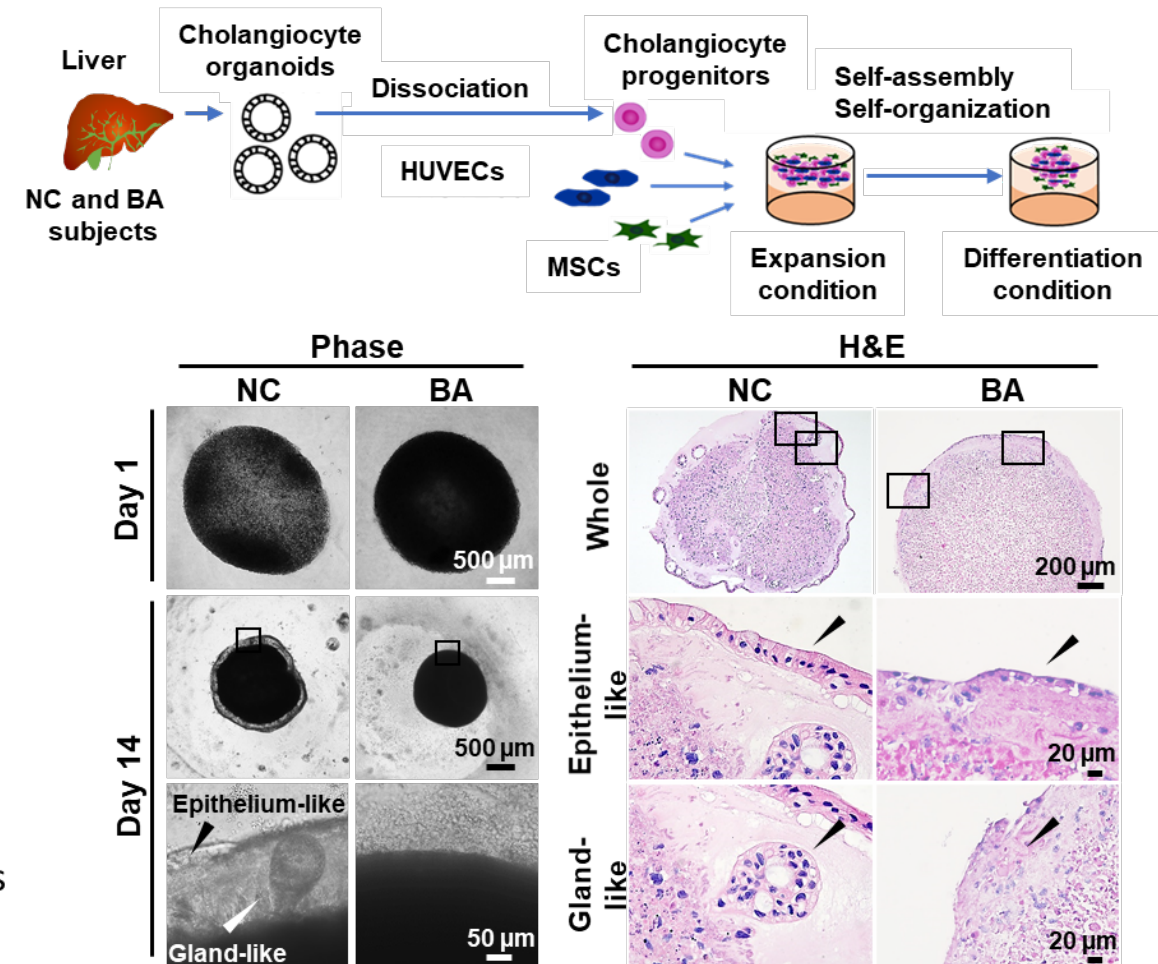 Liver
NC and BA
subjects
Cholangiocyte
organoids
Dissociation
HUVECs
MSCs
Cholangiocyte
progenitors
Self-assembly
Self-organization
Expansion
condition
Differentiation
condition
Phase
NC
BA
Day 1
500 µm
Day 14
500 µm
Epithelium-like
Gland-like
50 µm
s
H&E
NC
BA
Whole
200 µm
Epithelium-
like
20 µm
Gland-
like
20 µm